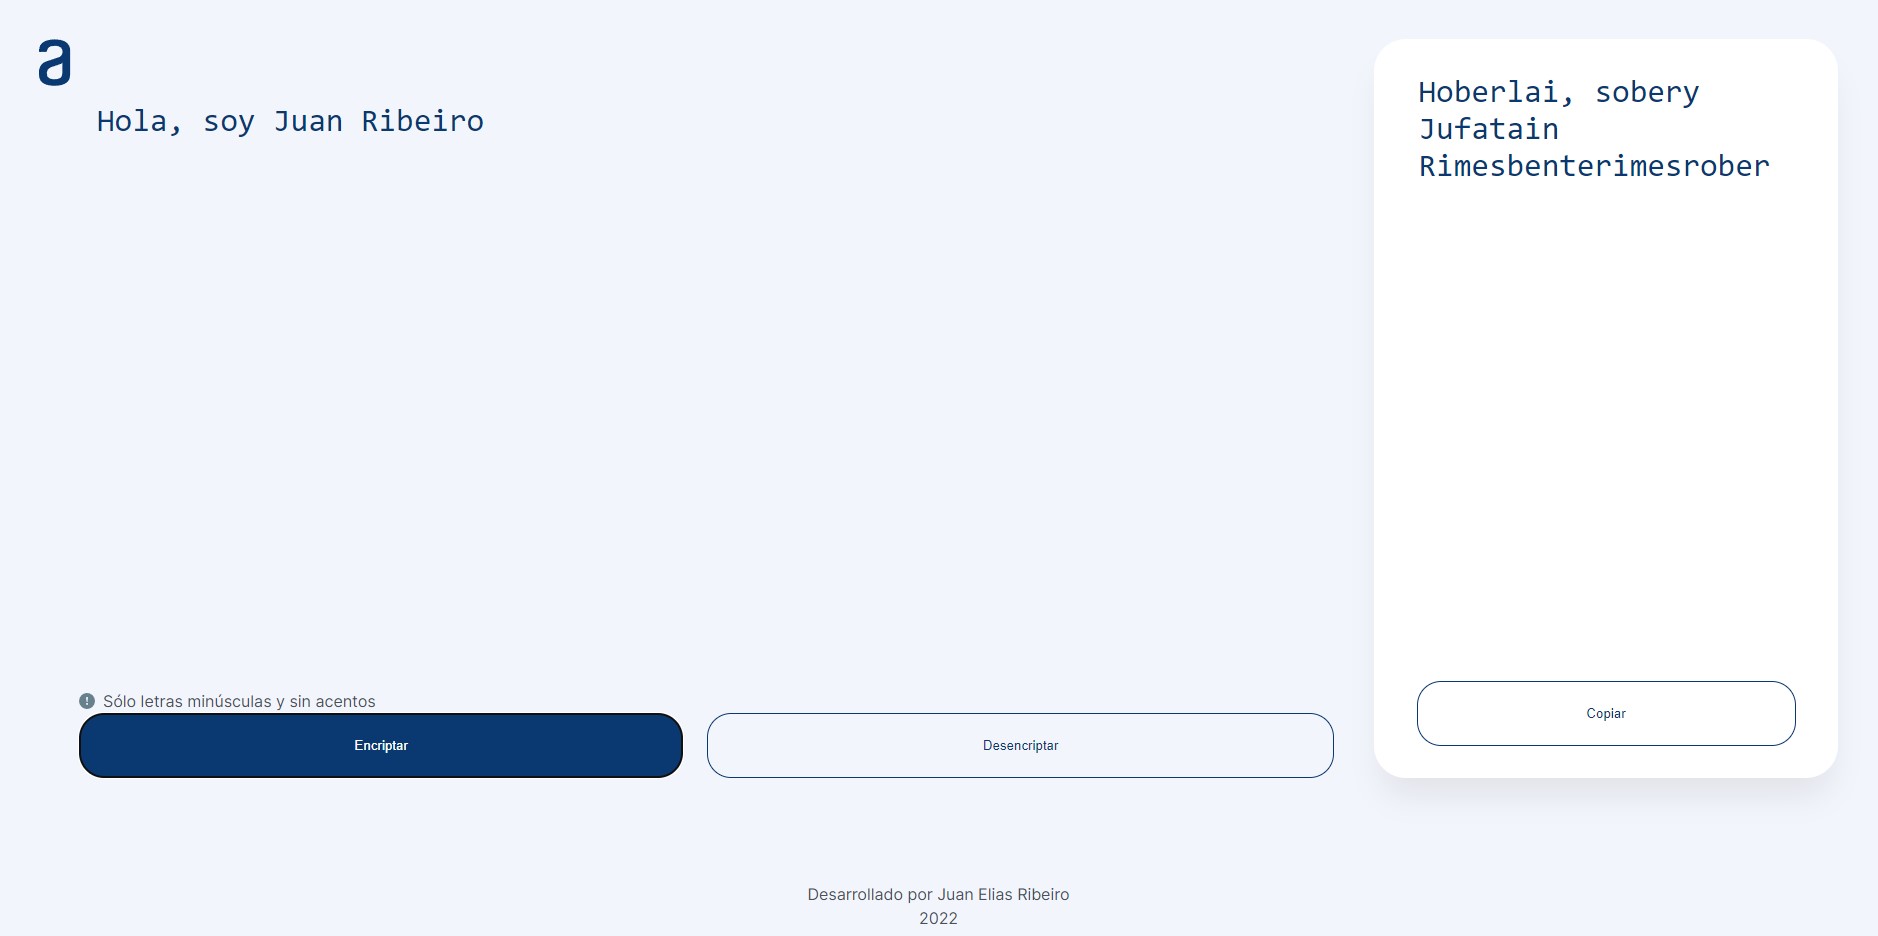 a
Hola, soy Juan Ribeiro
Hoberlai, sobery
Jufatain
Rimesbenterimesrober
Sólo letras minúsculas y sin acentos
Encriptar
Desencriptar
Copiar
Desarrollado por Juan Elias Ribeiro
2022